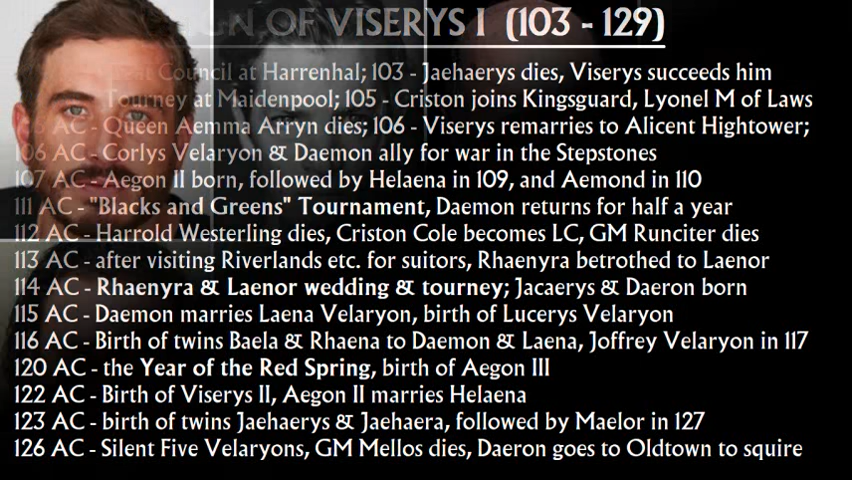 IGN OF VISERYS I (103 - 129)
Council at Harrenhal; 103 - Jaehaerys dies, Viserys succeeds him
Tourney at Maidenpool; 105 - Criston joins Kingsguard, Lyonel M of Laws
AC - Queen Aemma Arryn dies; 106 - Viserys remarries to Alicent Hightower;
106 AC - Corlys Velaryon & Daemon ally for war in the Stepstones
107 AC - Aegon II born, followed by Helaena in 109, and Aemond in 110
111 AC - "Blacks and Greens" Tournament, Daemon returns for half a year
112 AC - Harrold Westerling dies, Criston Cole becomes LC, GM Runciter dies
113 AC - after visiting Riverlands etc. for suitors, Rhaenyra betrothed to Laenor
114 AC - Rhaenyra & Laenor wedding & tourney; Jacaerys & Daeron born
115 AC - Daemon marries Laena Velaryon, birth of Lucerys Velaryon
116 AC - Birth of twins Baela & Rhaena to Daemon & Laena, Joffrey Velaryon in 117
120 AC - the Year of the Red Spring, birth of Aegon III
122 AC - Birth of Viserys II, Aegon II marries Helaena
123 AC - birth of twins Jaehaerys & Jaehaera, followed by Maelor in 127
126 AC - Silent Five Velaryons, GM Mellos dies, Daeron goes to Oldtown to squire